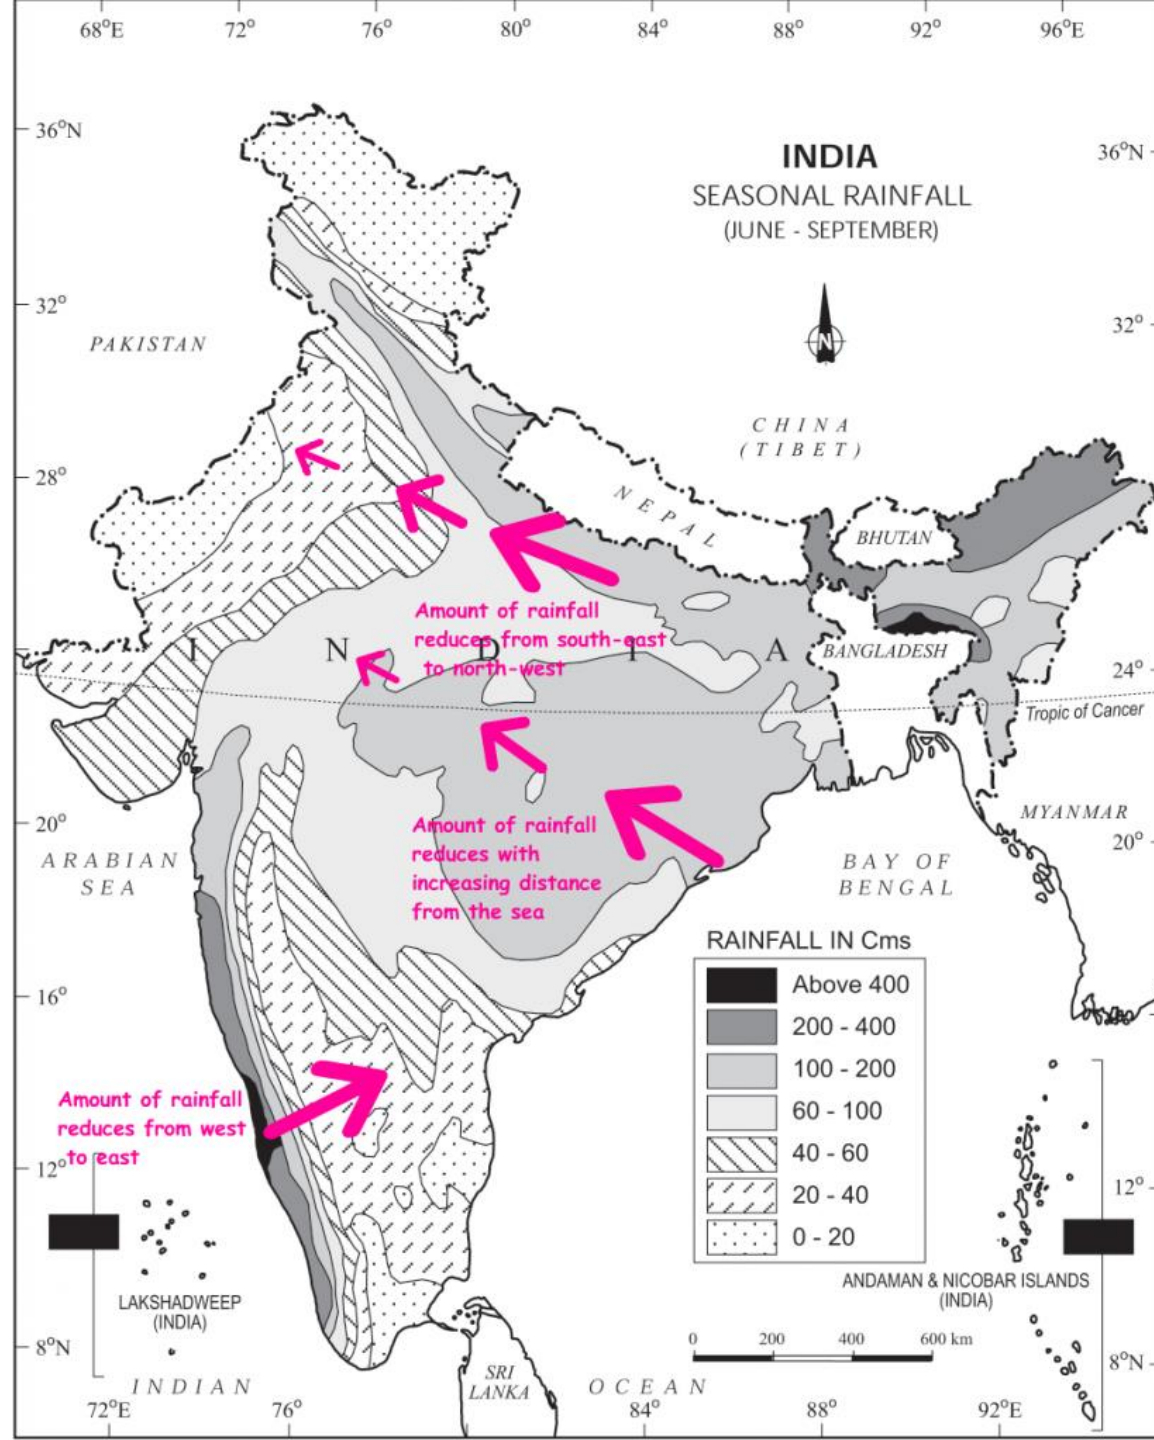 68°E 72° 76° 80° 84° 88° 92° 96°E
36°N
INDIA
SEASONAL RAINFALL
(JUNE - SEPTEMBER)
36°N
N
32°
32°
PAKISTAN
CHINA
(TIBET)
28°
NEPAL
BHUTAN
Amount of rainfall
reduces from south-east
to north-west
I N D I A
BANGLADESH
24°
Tropic of Cancer
20°
Amount of rainfall
reduces with
increasing distance
from the sea
MYANMAR
20°
ARABIAN
SEA
BAY OF
BENGAL
RAINFALL IN Cms
Above 400
200 - 400
100 - 200
60 - 100
40 - 60
20 - 40
0 - 20
16°
Amount of rainfall
reduces from west
to east
12°
12°
LAKSHADWEEP
(INDIA)
ANDAMAN & NICOBAR ISLANDS
(INDIA)
0 200 400 600 km
8°N
8°N
SRI
LANKA
INDIAN OCEAN
72°E 76° 84° 88° 92°E